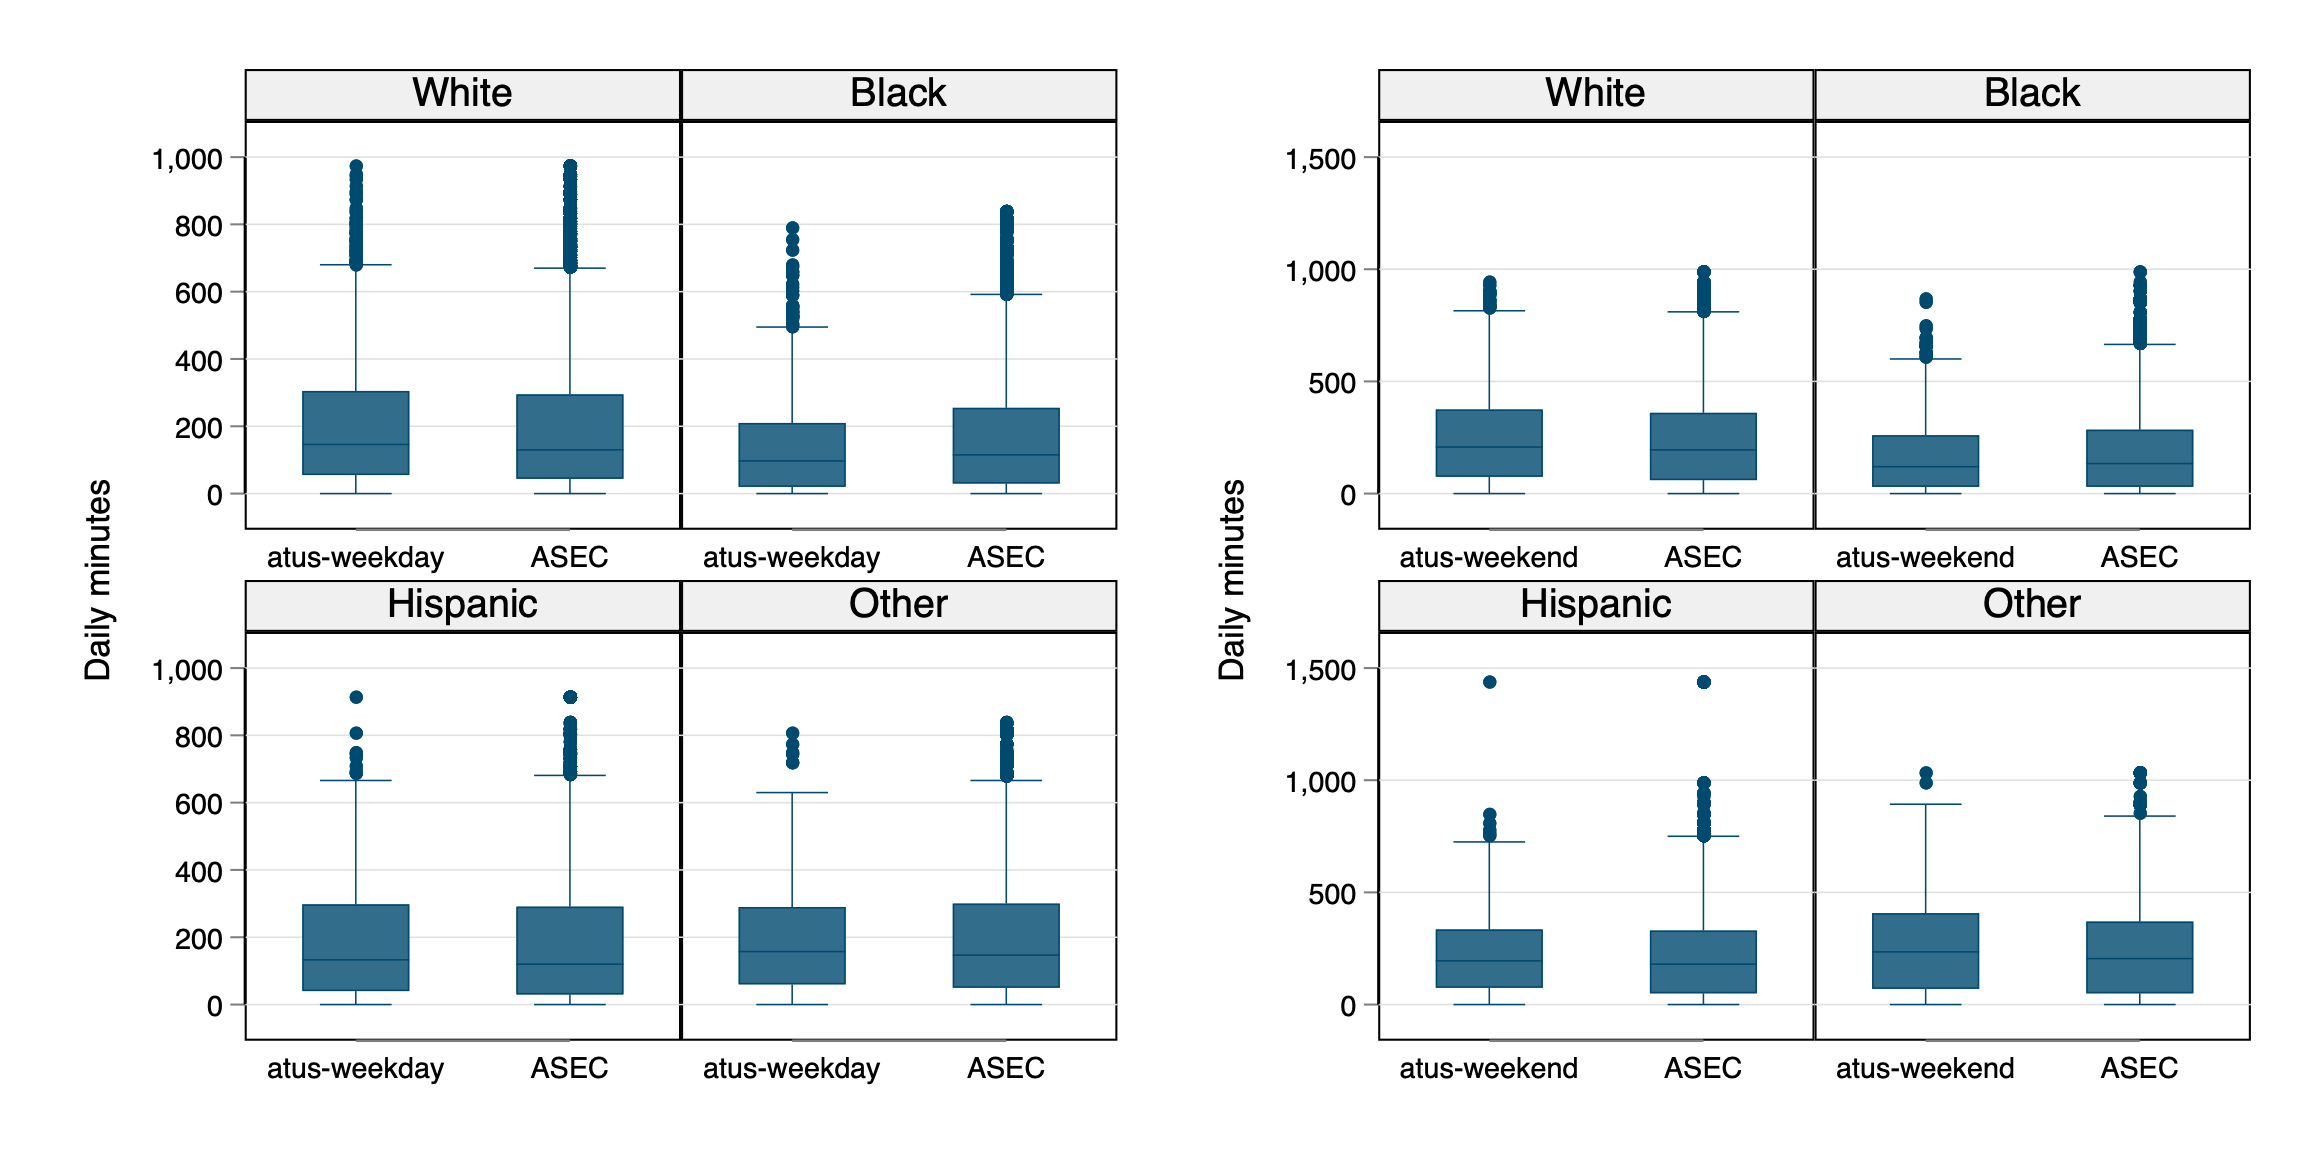 White Black
1,000
800
600
400
200
0
atus-weekday ASEC atus-weekday ASEC
Hispanic Other
1,000
800
600
400
200
0
atus-weekday ASEC atus-weekday ASEC
Daily minutes
White Black
1,500
1,000
500
0
atus-weekend ASEC atus-weekend ASEC
Hispanic Other
1,500
1,000
500
0
atus-weekend ASEC atus-weekend ASEC
Daily minutes